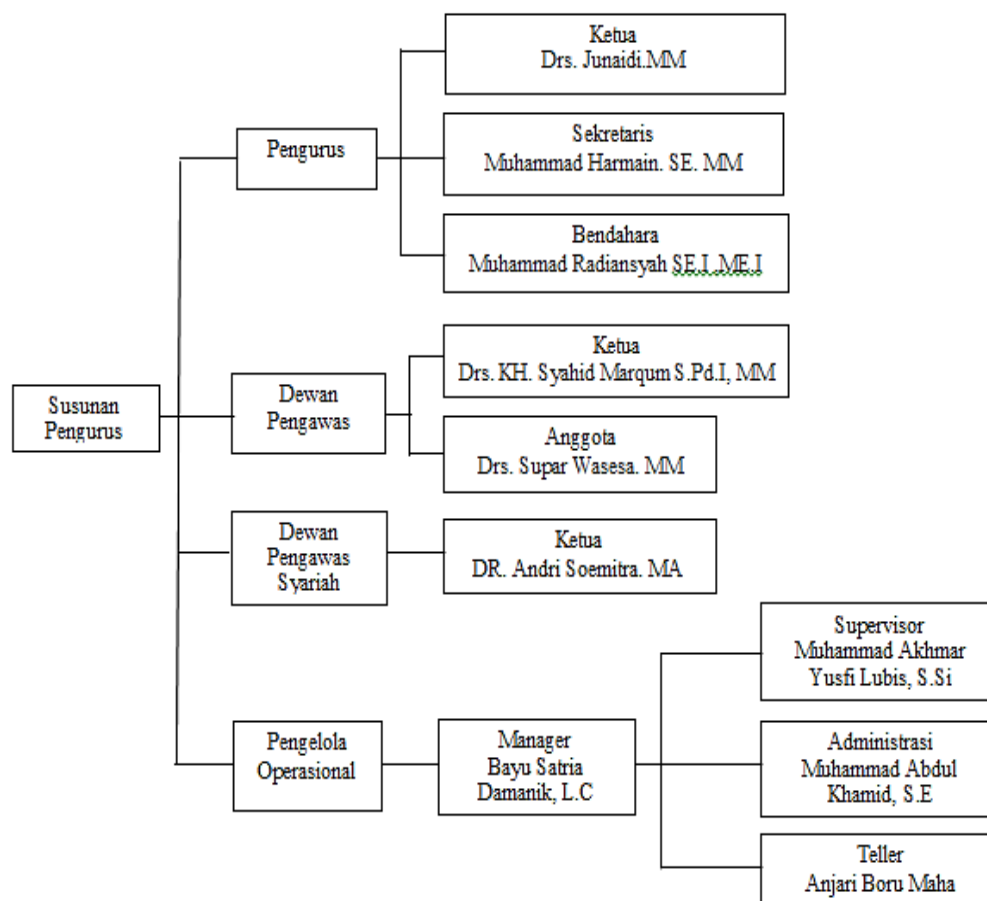 Susunan
Pengurus
Pengurus
Ketua
Drs. Junaidi.MM
Sekretaris
Muhammad Harmain. SE. MM
Bendahara
Muhammad Radiansyah SE.I .ME.I
Dewan
Pengawas
Ketua
Drs. KH. Syahid Marqum S.Pd.I, MM
Anggota
Drs. Supar Wasesa. MM
Dewan
Pengawas
Syariah
Ketua
DR. Andri Soemitra. MA
Pengelola
Operasional
Manager
Bayu Satria
Damanik, L.C
Supervisor
Muhammad Akhmar
Yusfi Lubis, S.Si
Administrasi
Muhammad Abdul
Khamid, S.E
Teller
Anjari Boru Maha